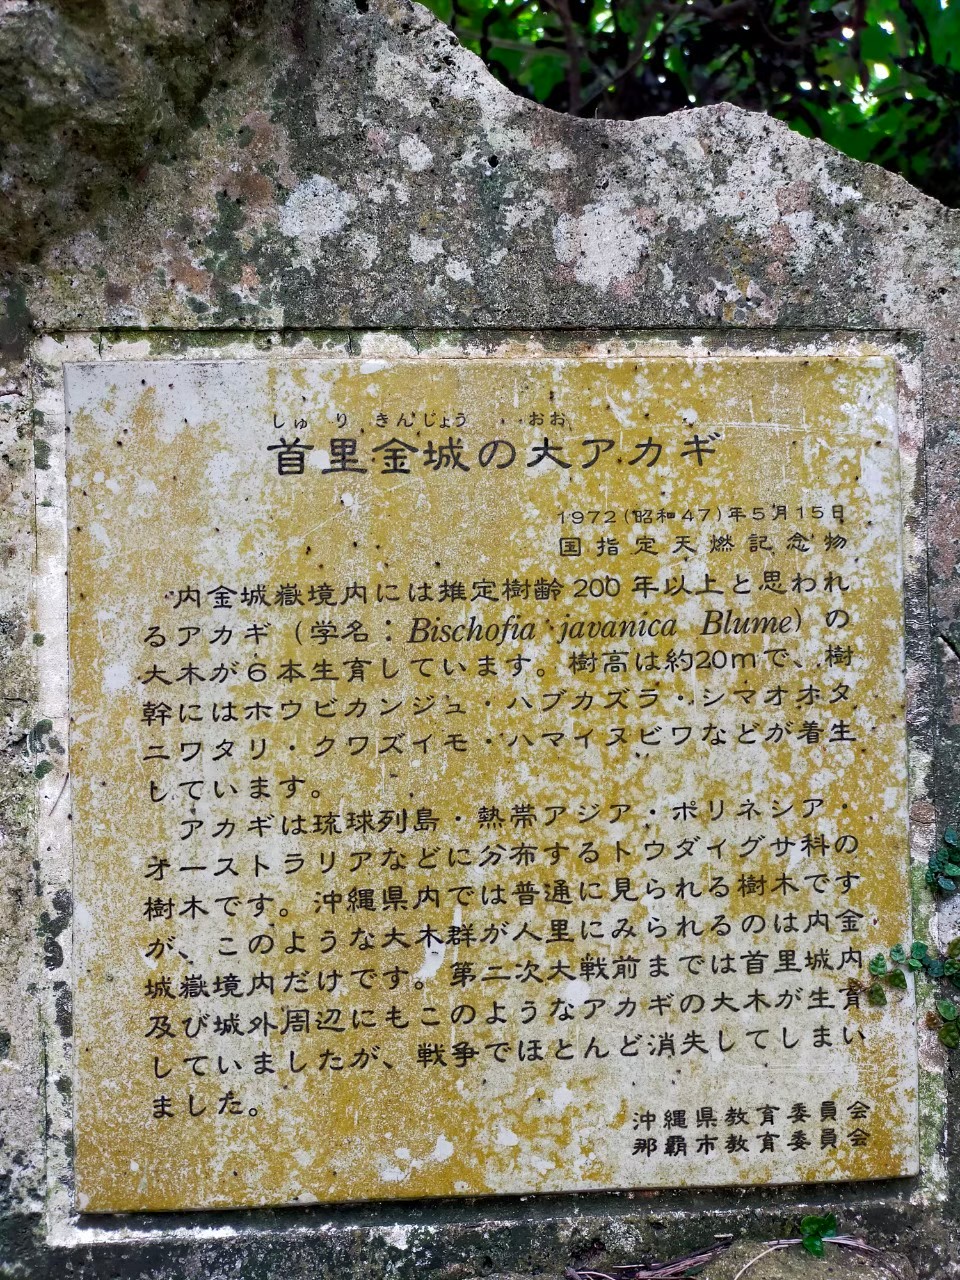 しゅ り きんじょう おお
首里金城の大アカギ
1972(昭和47)年5月15日
国指定天燃記念物
内金城嶽境内には推定樹齢200年以上と思われ
るアカギ（学名：Bischofia javanica Blume）の
大木が6本生育しています。樹高は約20mで、樹
幹にはホウビカンジュ・ハブカズラ・シマオオタ
ニワタリ・クワズイモ・ハマイヌビワなどが着生
しています。
アカギは琉球列島・熱帯アジア・ポリネシア・
オーストラリアなどに分布するトウダイグサ科の
樹木です。沖縄県内では普通に見られる樹木です
が、このような大木群が人里にみられるのは内金
城嶽境内だけです。第二次大戦前までは首里城内
及び城外周辺にもこのようなアカギの大木が生育
していましたが、戦争でほとんど消失してしまい
ました。
沖縄県教育委員会
那覇市教育委員会